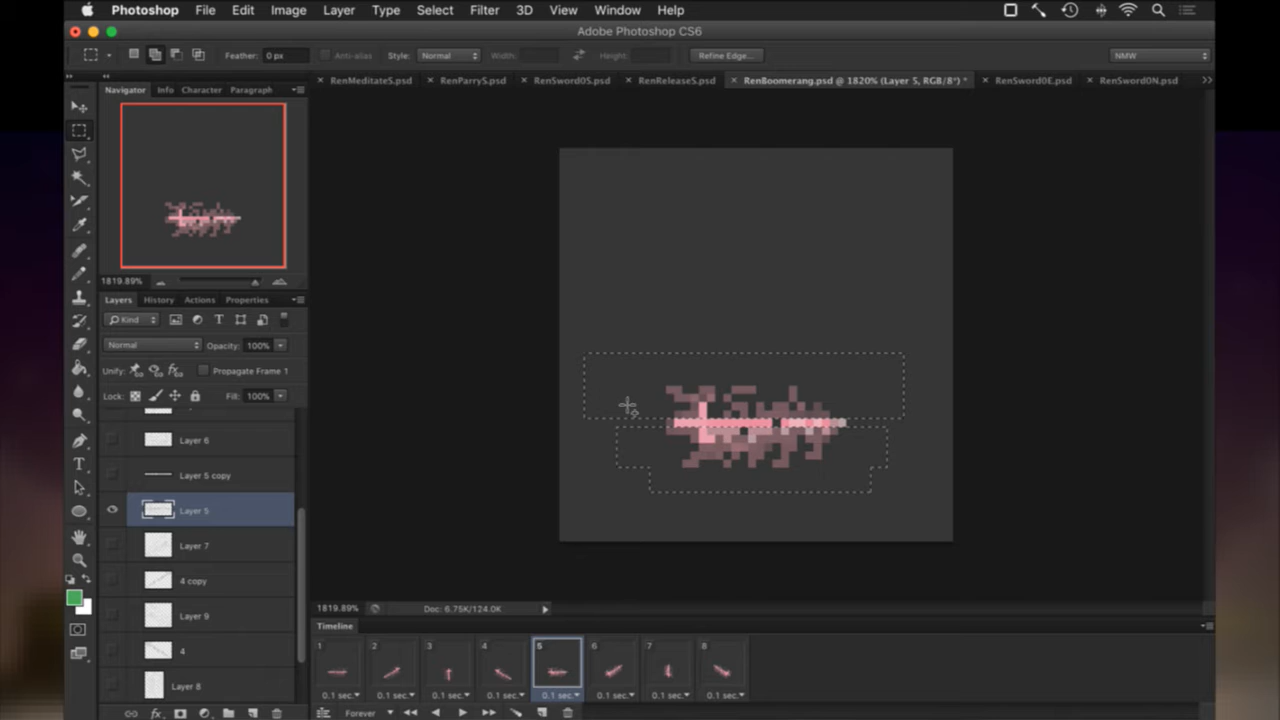 Photoshop File Edit Image Layer Type Select Filter 3D View Window Help
Adobe Photoshop CS6
Feather: 0 px Anti-alias Style: Normal Width: Height: Refine Edge... NMW
RenMeditateS.psd RenParryS.psd RenSword0S.psd RenReleaseS.psd RenBoomerang.psd @ 1820% (Layer 5, RGB/8*) * RenSword0E.psd RenSword0N.psd
Navigator Info Character Paragraph
1819.89%
Layers History Actions Properties
Kind
Normal Opacity: 100%
Unify: Propagate Frame 1
Lock: Fill: 100%
Layer 6
Layer 5 copy
Layer 5
Layer 7
4 copy
Layer 9
4
Layer 8
1819.89% Doc: 6.75K/124.0K
Timeline
1 2 3 4 5 6 7 8
0.1 sec. 0.1 sec. 0.1 sec. 0.1 sec. 0.1 sec. 0.1 sec. 0.1 sec. 0.1 sec.
Forever